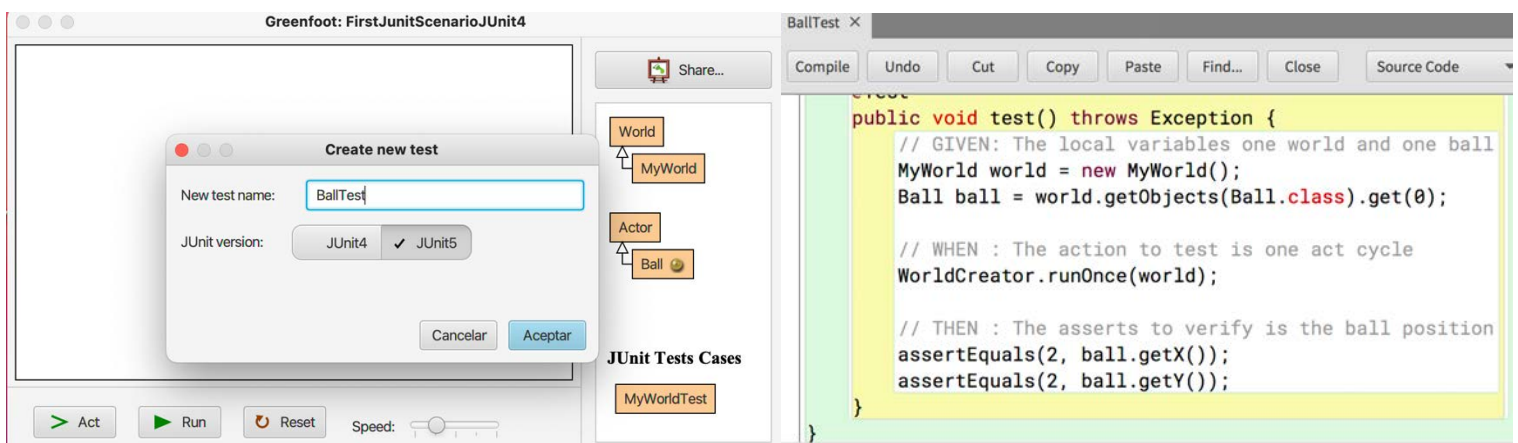 Greenfoot: FirstJunitScenarioJUnit4
Share...
World
MyWorld
Actor
Ball
JUnit Tests Cases
MyWorldTest
Create new test
New test name: BallTest
JUnit version: JUnit4 ✓ JUnit5
Cancelar Aceptar
> Act Run Reset Speed:
BallTest ×
Compile Undo Cut Copy Paste Find... Close Source Code
@Test
public void test() throws Exception {
// GIVEN: The local variables one world and one ball
MyWorld world = new MyWorld();
Ball ball = world.getObjects(Ball.class).get(0);
// WHEN : The action to test is one act cycle
WorldCreator.runOnce(world);
// THEN : The asserts to verify is the ball position
assertEquals(2, ball.getX());
assertEquals(2, ball.getY());
}
}